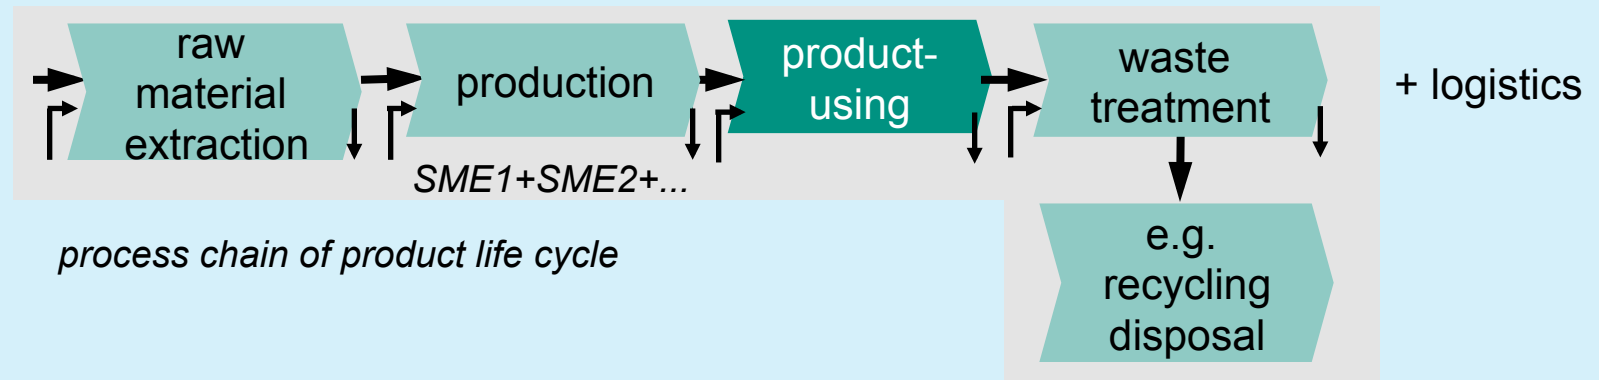 raw
material
extraction
production
product-
using
waste
treatment
+ logistics
SME1+SME2+...
process chain of product life cycle
e.g.
recycling
disposal